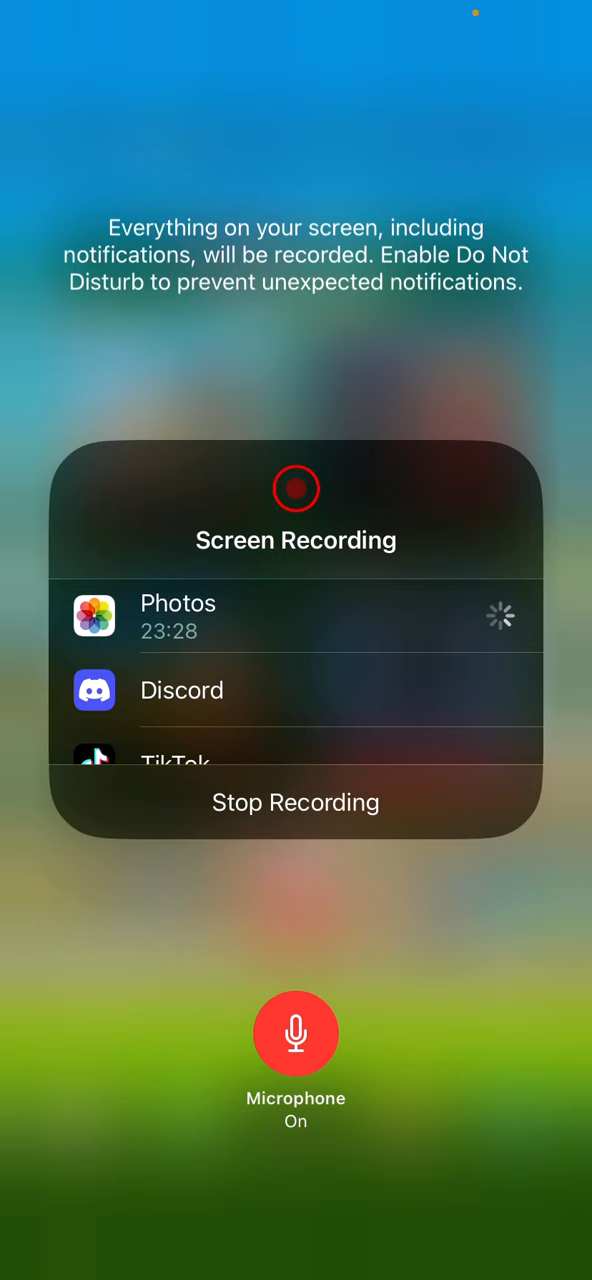 Everything on your screen, including
notifications, will be recorded. Enable Do Not
Disturb to prevent unexpected notifications.
Screen Recording
Photos
23:28
Discord
TikTok
Stop Recording
Microphone
On